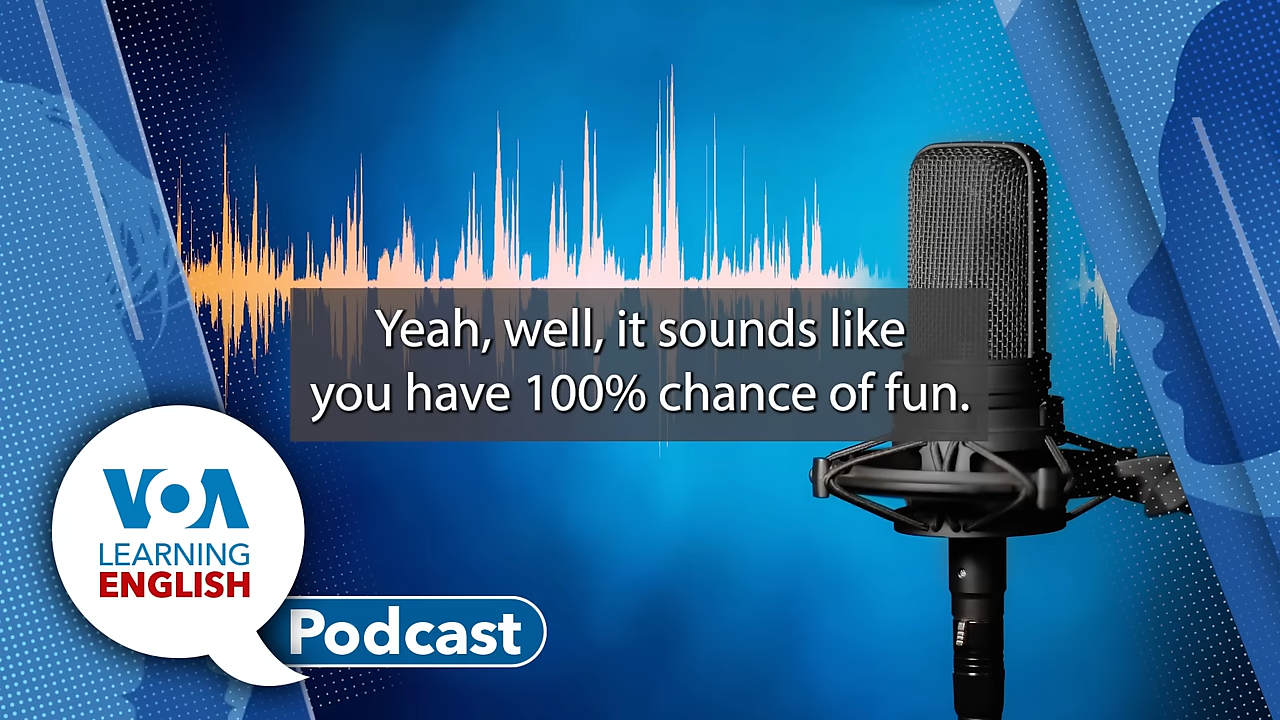 Yeah, well, it sounds like
you have 100% chance of fun.
VOA
LEARNING
ENGLISH
Podcast